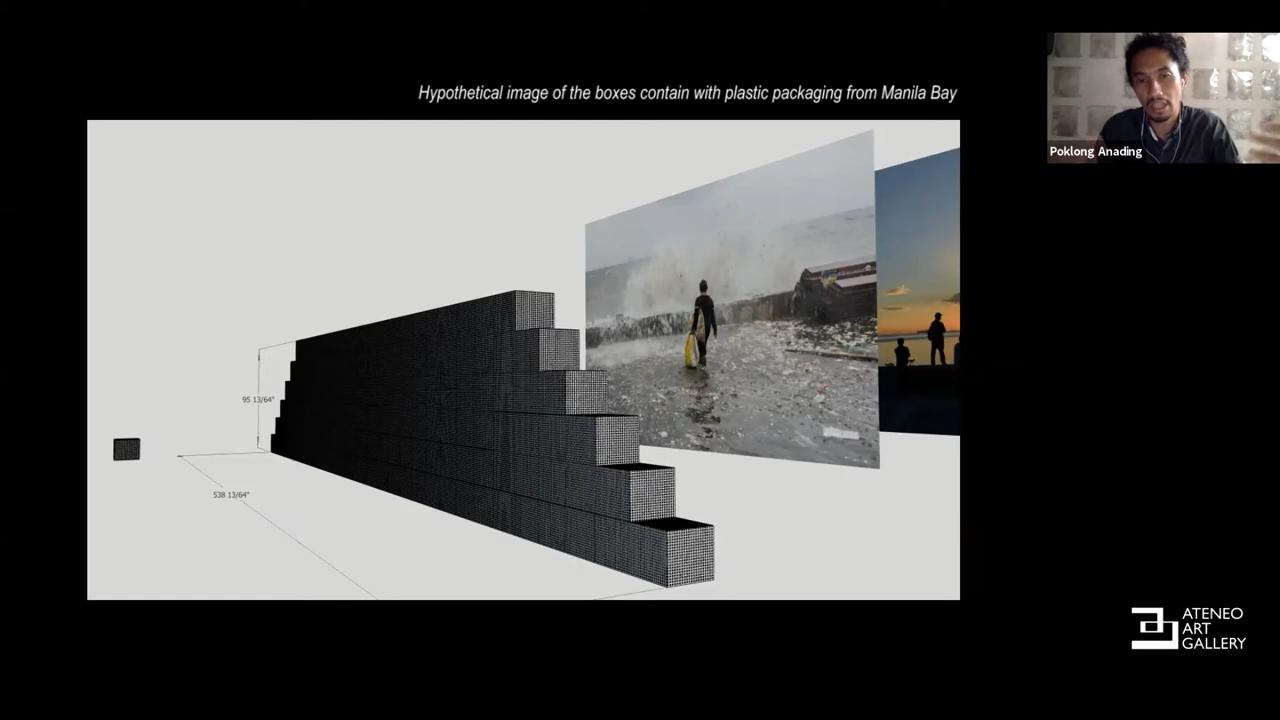 Hypothetical image of the boxes contain with plastic packaging from Manila Bay
Poklong Anading
95 13/64"
538 13/64"
ATENEO
ART
GALLERY